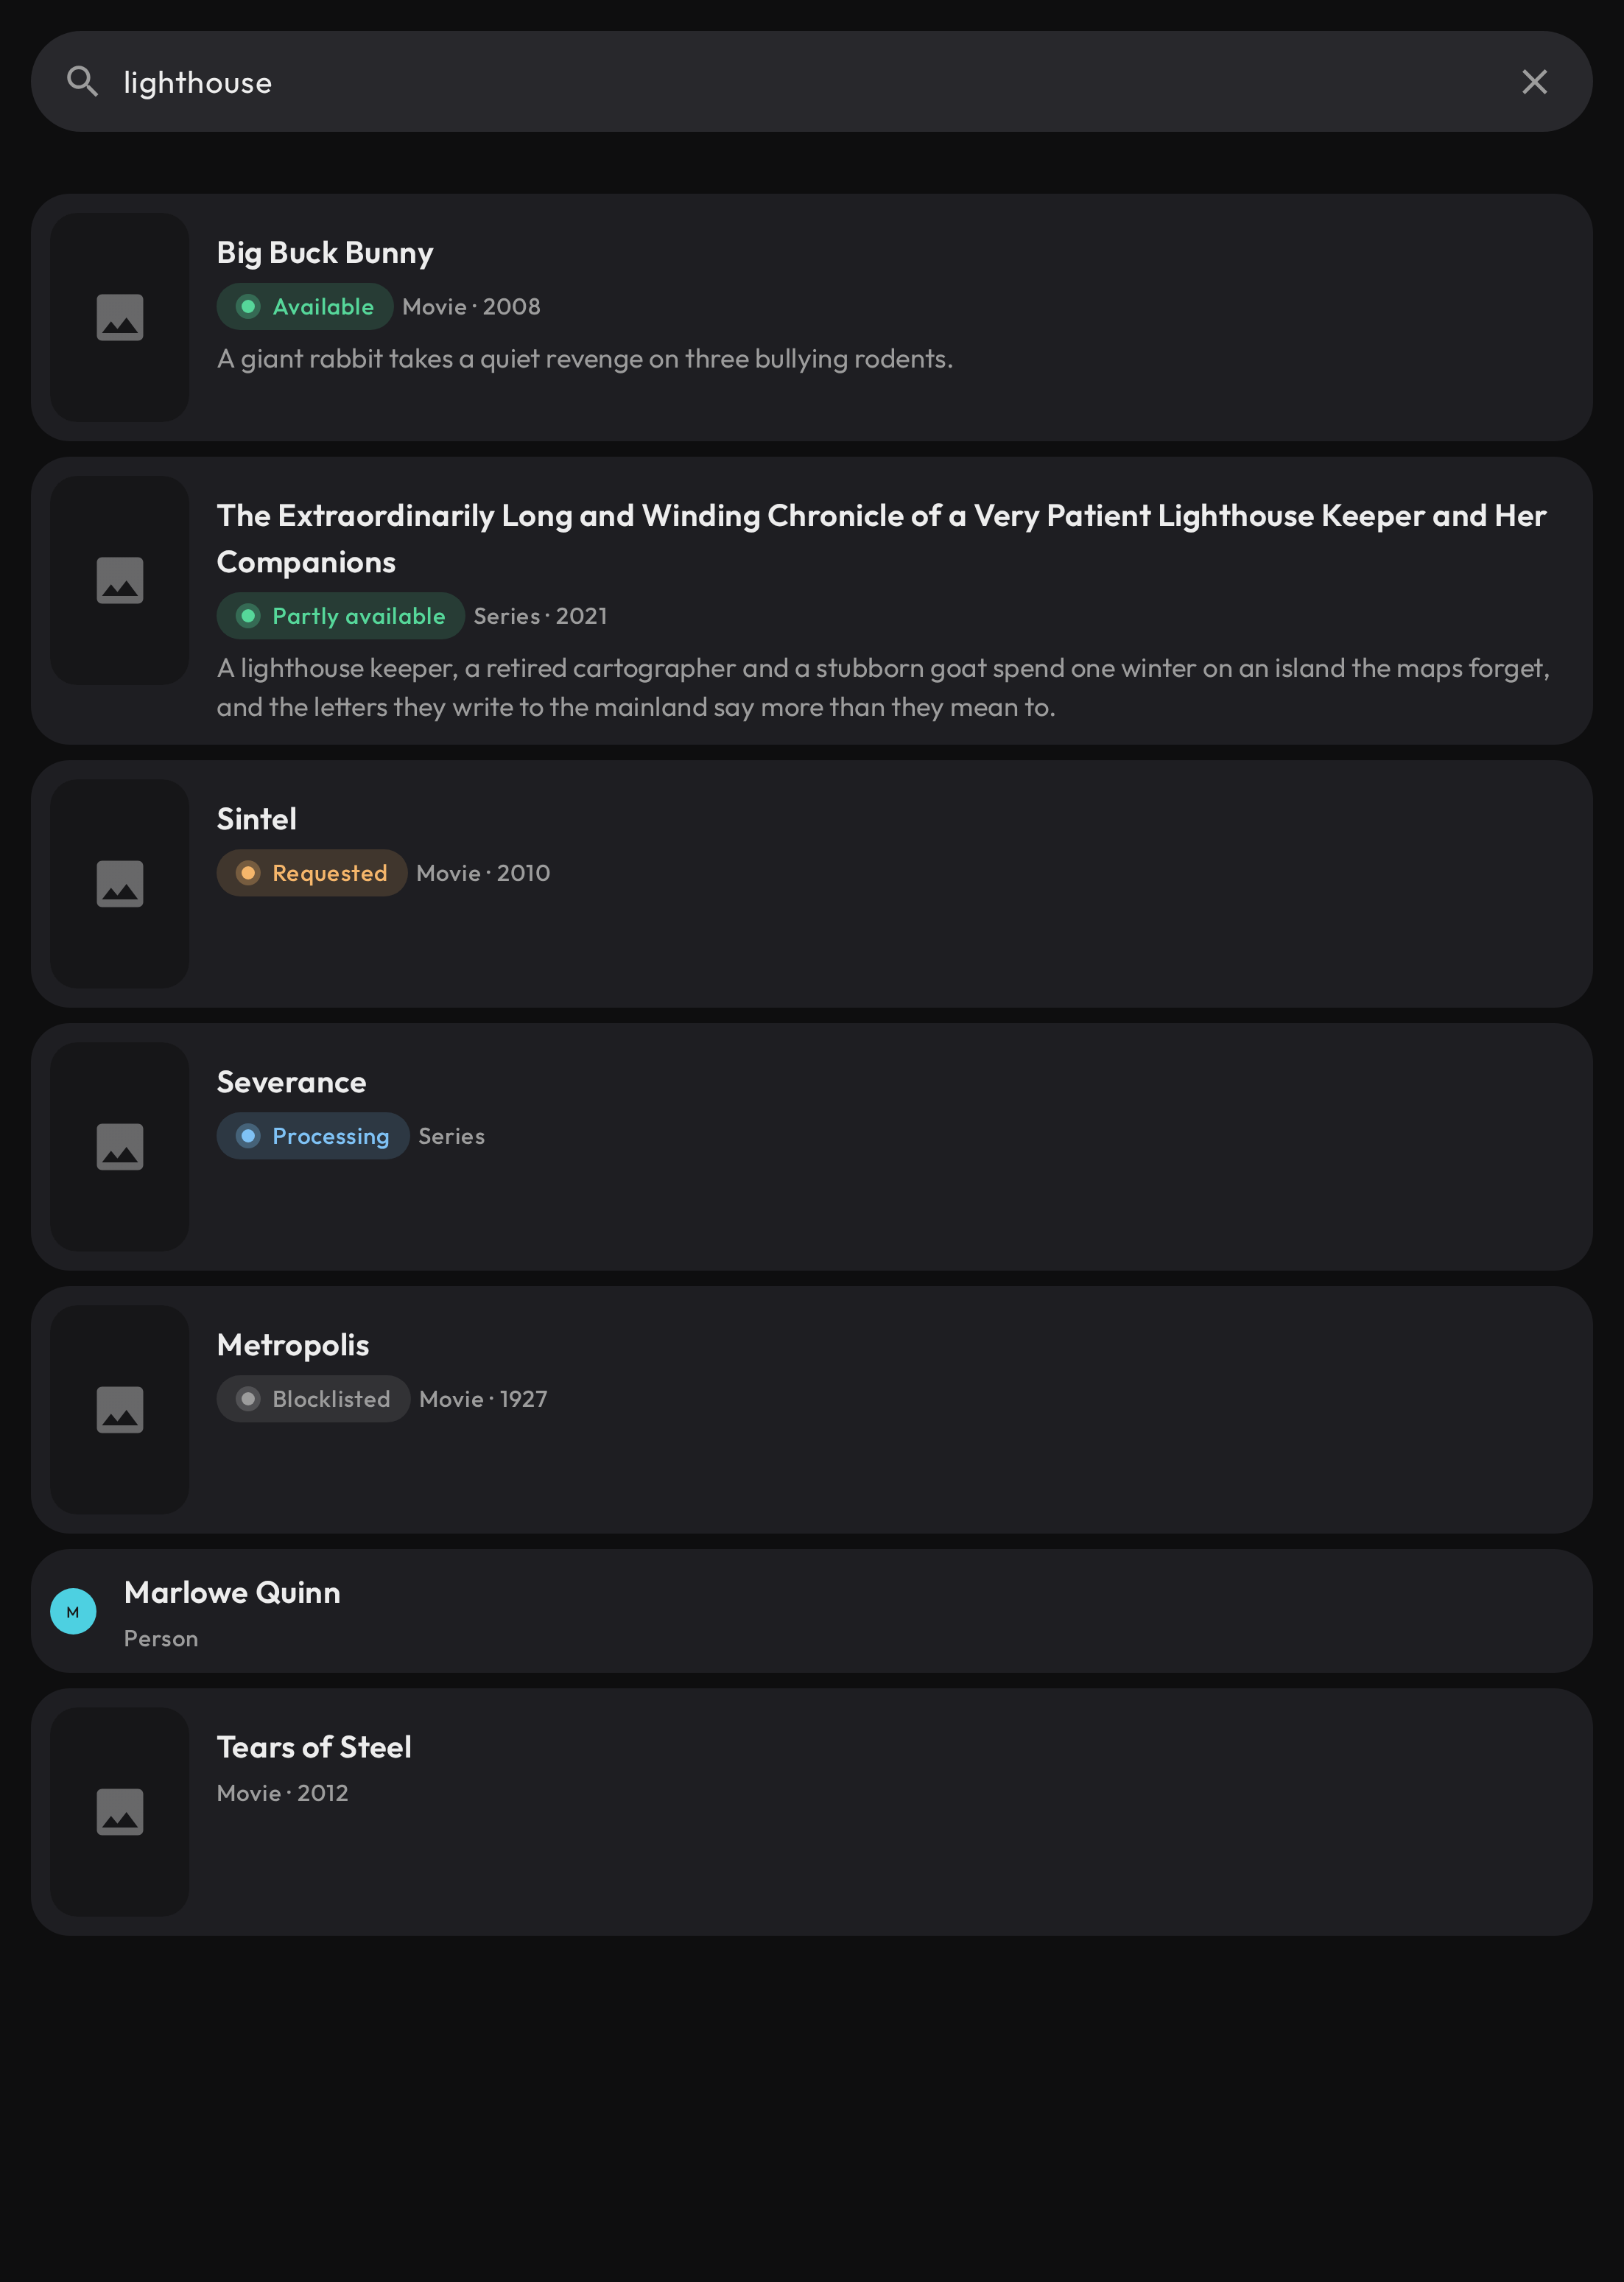 lighthouse
Big Buck Bunny
Available Movie · 2008
A giant rabbit takes a quiet revenge on three bullying rodents.
The Extraordinarily Long and Winding Chronicle of a Very Patient Lighthouse Keeper and Her
Companions
Partly available Series · 2021
A lighthouse keeper, a retired cartographer and a stubborn goat spend one winter on an island the maps forget,
and the letters they write to the mainland say more than they mean to.
Sintel
Requested Movie · 2010
Severance
Processing Series
Metropolis
Blocklisted Movie · 1927
M
Marlowe Quinn
Person
Tears of Steel
Movie · 2012